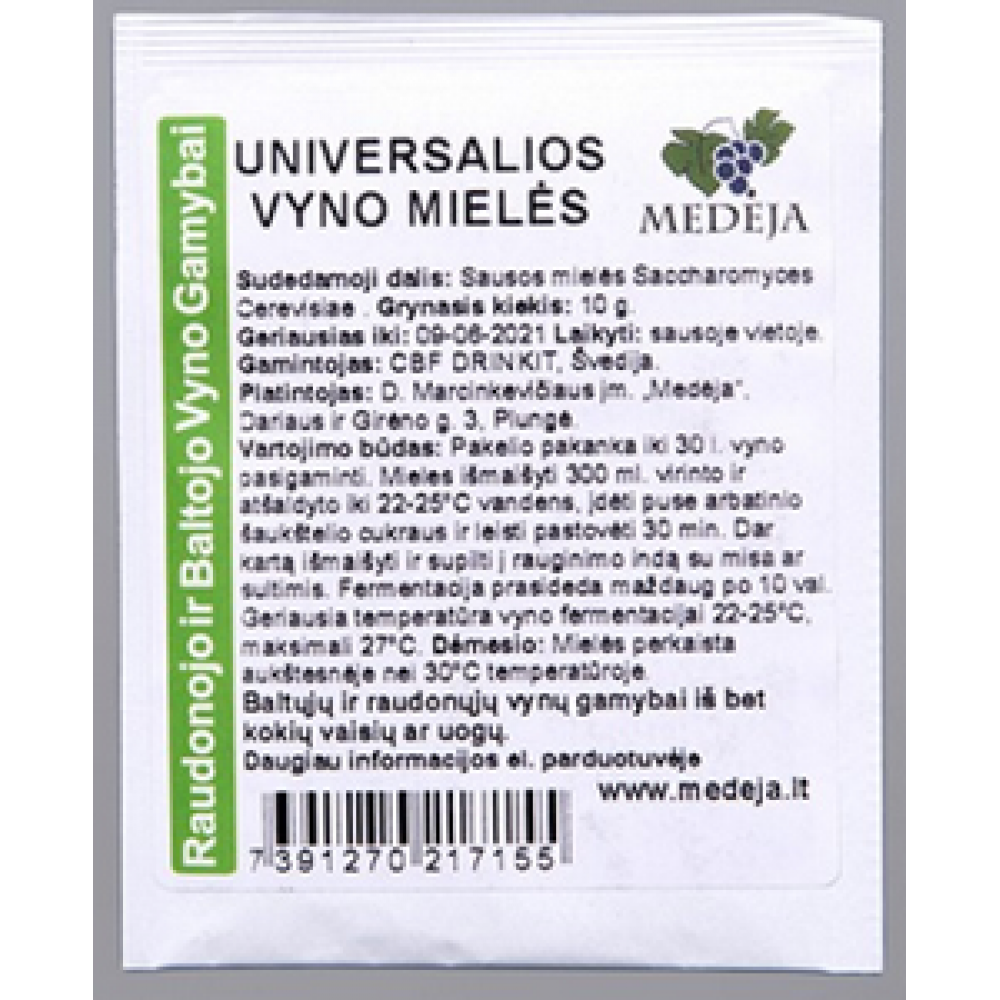 Raudonojo ir Baltojo Vyno Gamybai
UNIVERSALIOS
VYNO MIELĖS
MEDĖJA
Sudedamoji dalis: Sausos mielės Saccharomyces
Cerevisiae . Grynasis kiekis: 10 g.
Geriausias iki: 09-06-2021 Laikyti: sausoje vietoje.
Gamintojas: CBF DRINKIT, Švedija.
Platintojas: D. Marcinkevičiaus įm. „Medėja“.
Dariaus ir Girėno g. 3, Plungė.
Vartojimo būdas: Pakelio pakanka iki 30 l. vyno
pasigaminti. Mieles išmaišyti 300 ml. virinto ir
atšaldyto iki 22-25°C vandens, įdėti puse arbatinio
šaukštelio cukraus ir leisti pastovėti 30 min. Dar
kartą išmaišyti ir supilti į rauginimo indą su misa ar
sultimis. Fermentacija prasideda maždaug po 10 val.
Geriausia temperatūra vyno fermentacijai 22-25°C,
maksimali 27°C. Dėmesio: Mielės perkaista
aukštesnėje nei 30°C temperatūroje.
Baltųjų ir raudonųjų vynų gamybai iš bet
kokių vaisių ar uogų.
Daugiau informacijos el. parduotuvėje
www.medeja.lt
7 391270 217155